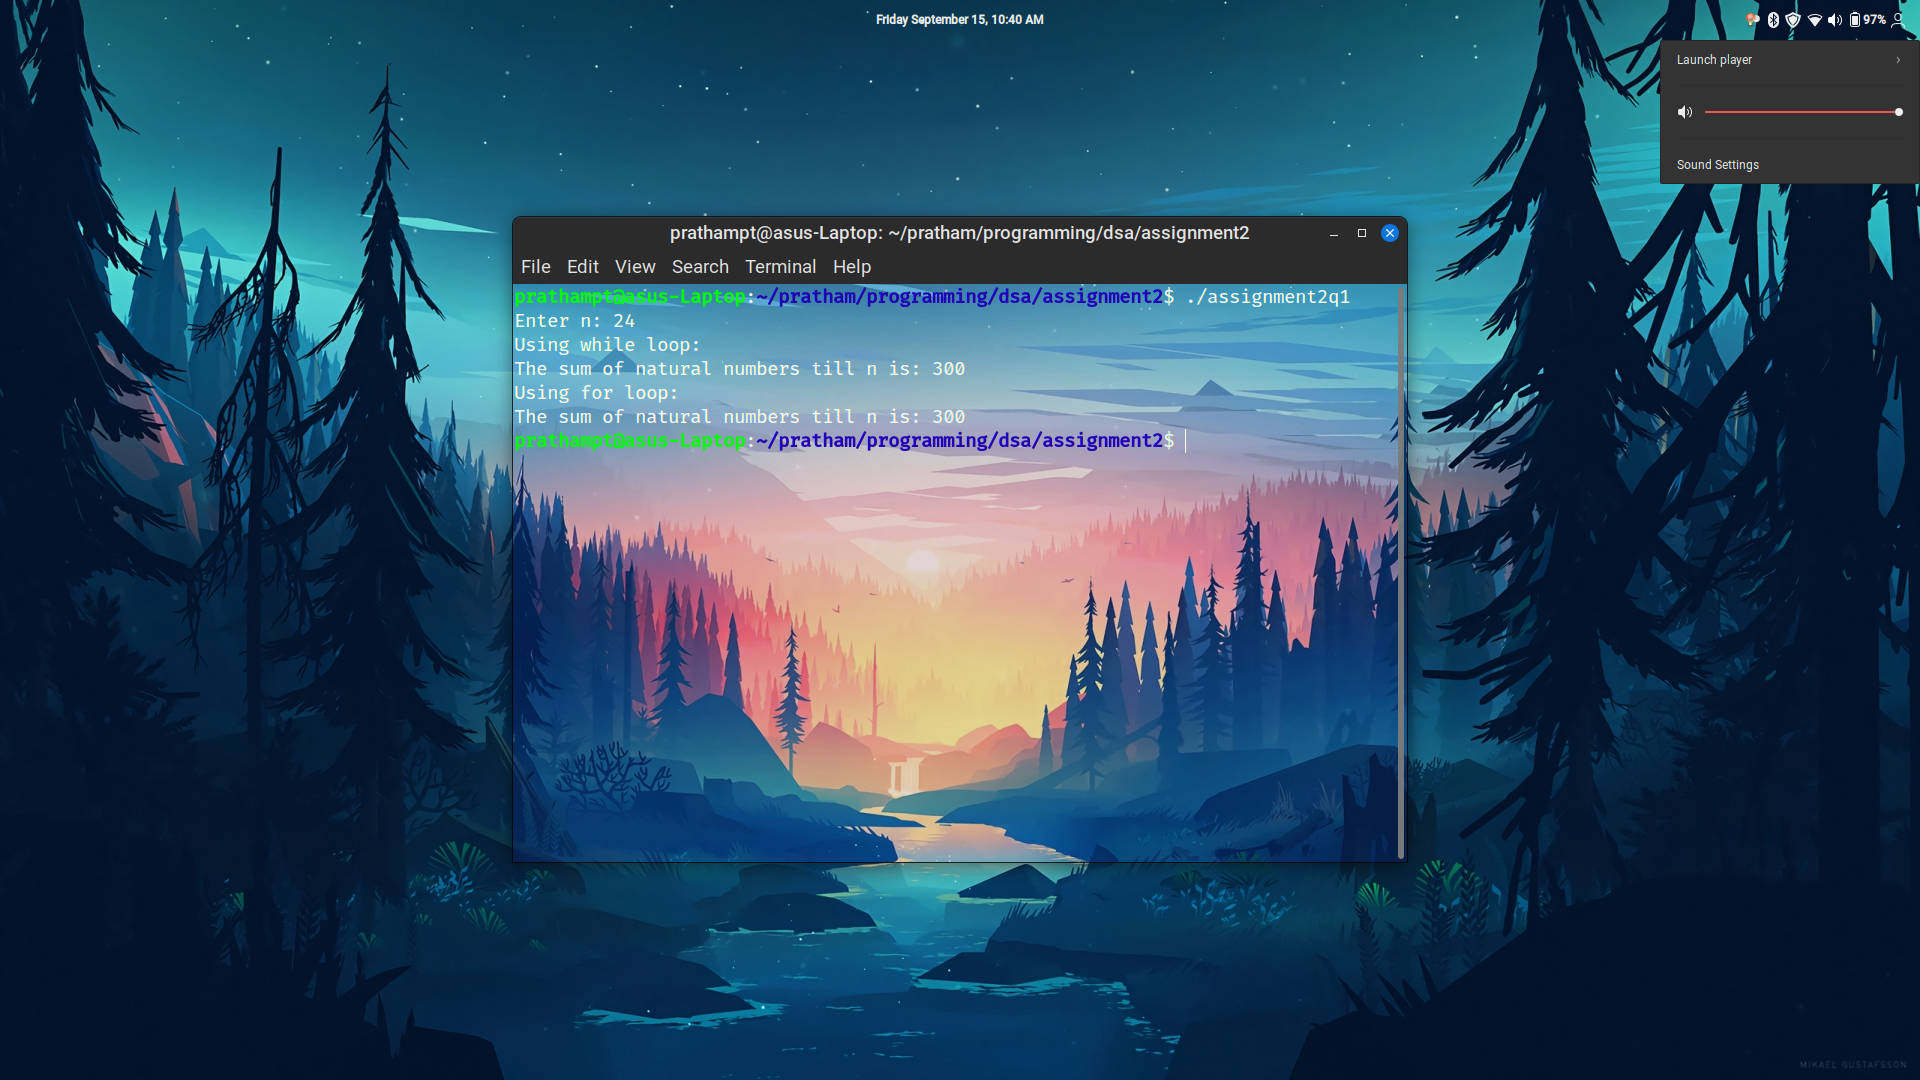 Friday September 15, 10:40 AM
97%
Launch player
Sound Settings
prathampt@asus-Laptop: ~/pratham/programming/dsa/assignment2
File Edit View Search Terminal Help
prathampt@asus-Laptop:~/pratham/programming/dsa/assignment2$ ./assignment2q1
Enter n: 24
Using while loop:
The sum of natural numbers till n is: 300
Using for loop:
The sum of natural numbers till n is: 300
prathampt@asus-Laptop:~/pratham/programming/dsa/assignment2$
MIKAEL GUSTAFSSON